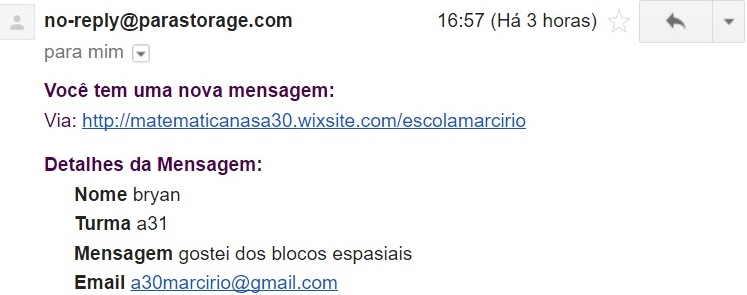 no-reply@parastorage.com 16:57 (Há 3 horas)
para mim
Você tem uma nova mensagem:
Via: http://matematicanasa30.wixsite.com/escolamarcirio
Detalhes da Mensagem:
Nome bryan
Turma a31
Mensagem gostei dos blocos espasiais
Email a30marcirio@gmail.com